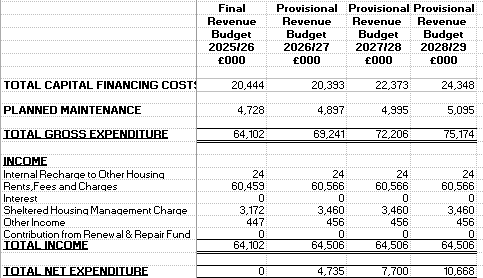 Final Provisional Provisional Provisional
Revenue Revenue Revenue Revenue
Budget Budget Budget Budget
2025/26 2026/27 2027/28 2028/29
£000 £000 £000 £000
TOTAL CAPITAL FINANCING COSTS 20,444 20,393 22,373 24,348
PLANNED MAINTENANCE 4,728 4,897 4,995 5,095
TOTAL GROSS EXPENDITURE 64,102 69,241 72,206 75,174
INCOME
Internal Recharge to Other Housing 24 24 24 24
Rents,Fees and Charges 60,459 60,566 60,566 60,566
Interest 0 0 0 0
Sheltered Housing Management Charge 3,172 3,460 3,460 3,460
Other Income 447 456 456 456
Contribution from Renewal & Repair Fund 0 0 0 0
TOTAL INCOME 64,102 64,506 64,506 64,506
TOTAL NET EXPENDITURE 0 4,735 7,700 10,668